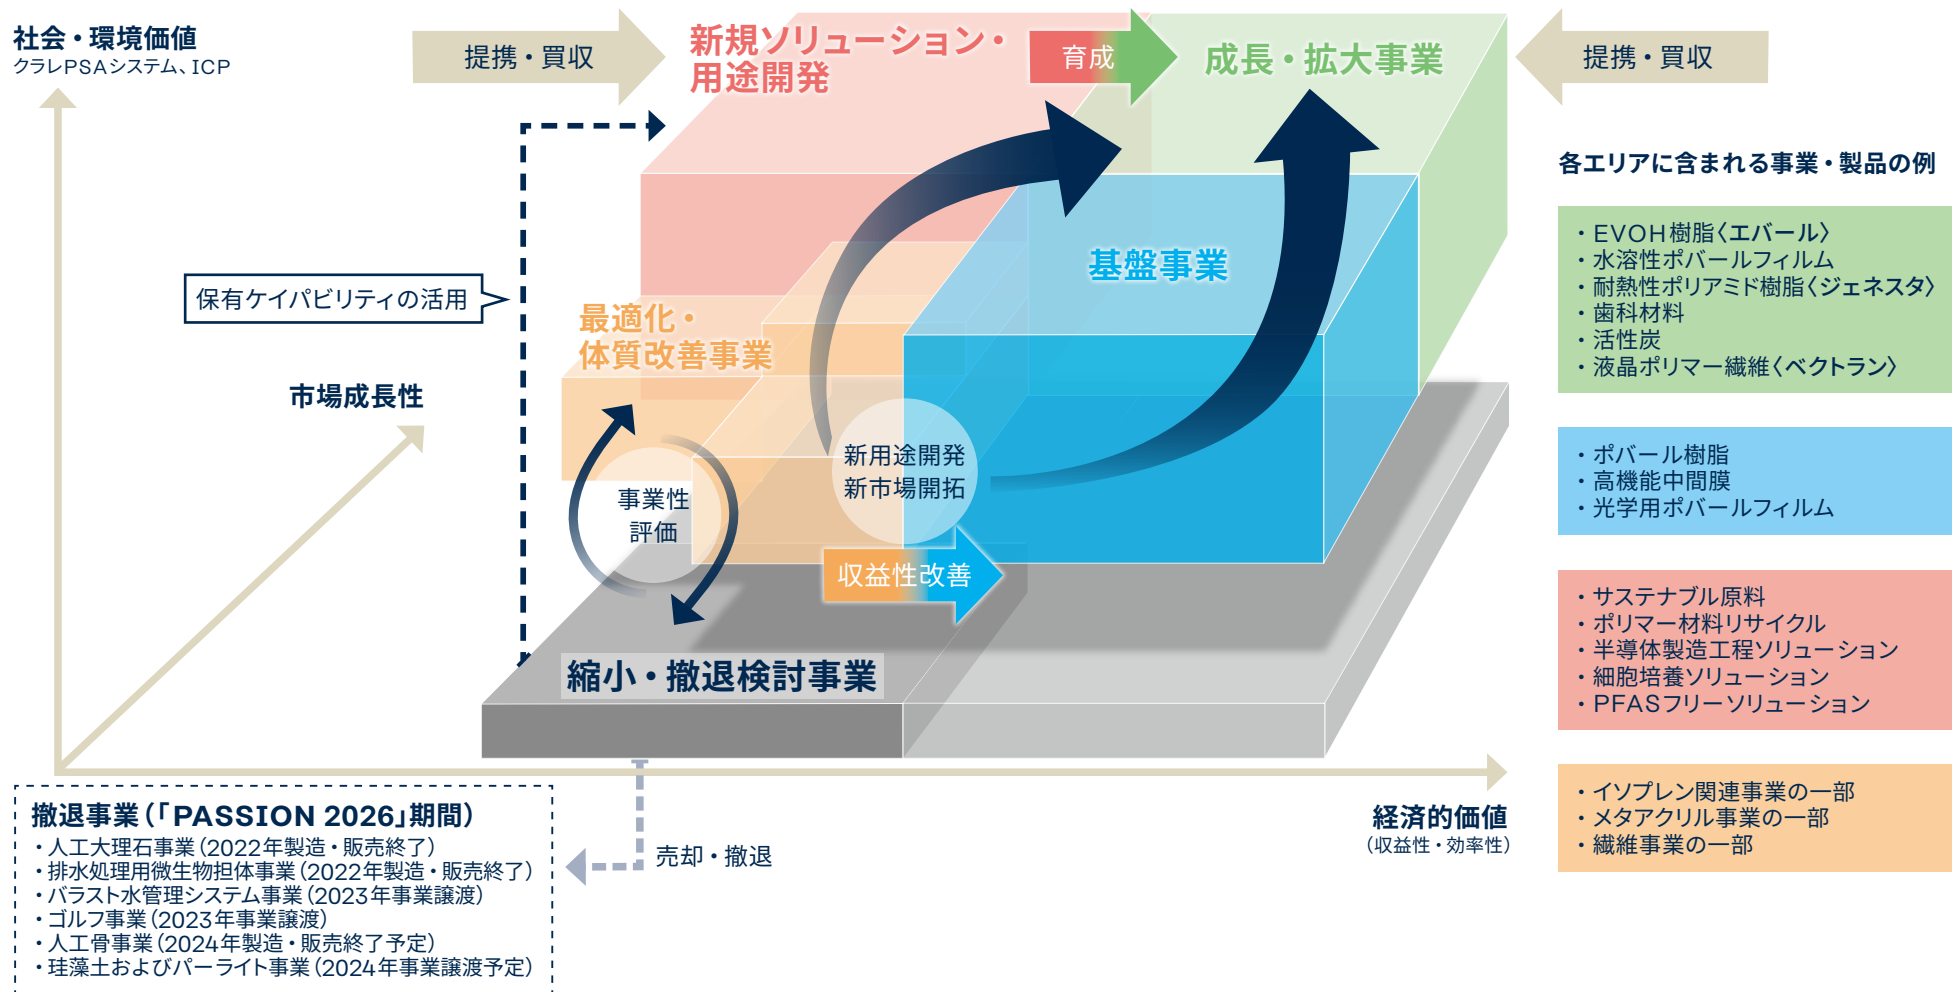 社会・環境価値
クラレPSAシステム、ICP
提携・買収
新規ソリューション・
用途開発
育成
成長・拡大事業
提携・買収
各エリアに含まれる事業・製品の例
・EVOH樹脂〈エバール〉
・水溶性ポバールフィルム
・耐熱性ポリアミド樹脂〈ジェネスタ〉
・歯科材料
・活性炭
・液晶ポリマー繊維〈ベクトラン〉
基盤事業
保有ケイパビリティの活用
最適化・
体質改善事業
市場成長性
新用途開発
新市場開拓
事業性
評価
収益性改善
・ポバール樹脂
・高機能中間膜
・光学用ポバールフィルム
・サステナブル原料
・ポリマー材料リサイクル
・半導体製造工程ソリューション
・細胞培養ソリューション
・PFASフリーソリューション
縮小・撤退検討事業
・イソプレン関連事業の一部
・メタアクリル事業の一部
・繊維事業の一部
経済的価値
(収益性・効率性)
売却・撤退
撤退事業(「PASSION 2026」期間)
・人工大理石事業(2022年製造・販売終了)
・排水処理用微生物担体事業(2022年製造・販売終了)
・バラスト水管理システム事業(2023年事業譲渡)
・ゴルフ事業(2023年事業譲渡)
・人工骨事業(2024年製造・販売終了予定)
・珪藻土およびパーライト事業(2024年事業譲渡予定)